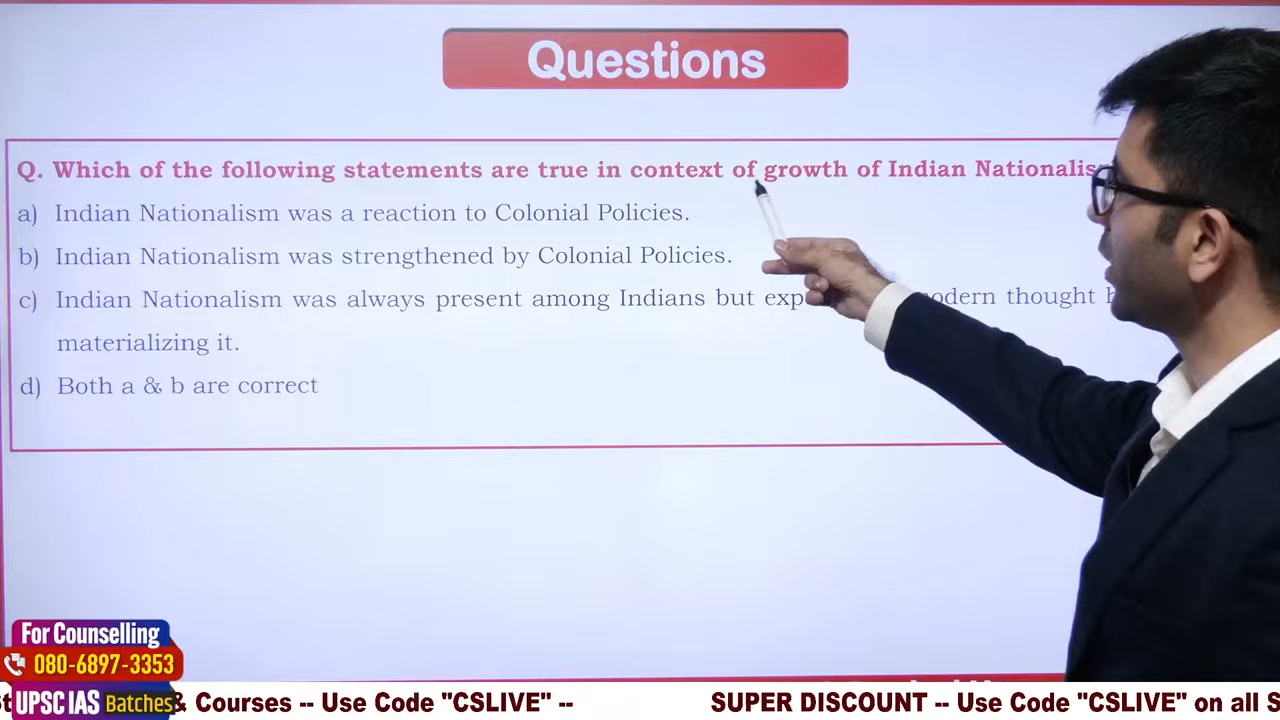 Questions
Q. Which of the following statements are true in context of growth of Indian
a) Indian Nationalism was a reaction to Colonial Policies.
b) Indian Nationalism was strengthened by Colonial Policies.
c) Indian Nationalism was always present among Indians but thought
materializing it.
d) Both a & b are correct
For Counselling
080-6897-3353
UPSC IAS Batches & Courses -- Use Code "CSLIVE" -- SUPER DISCOUNT -- Use Code "CSLIVE" on all